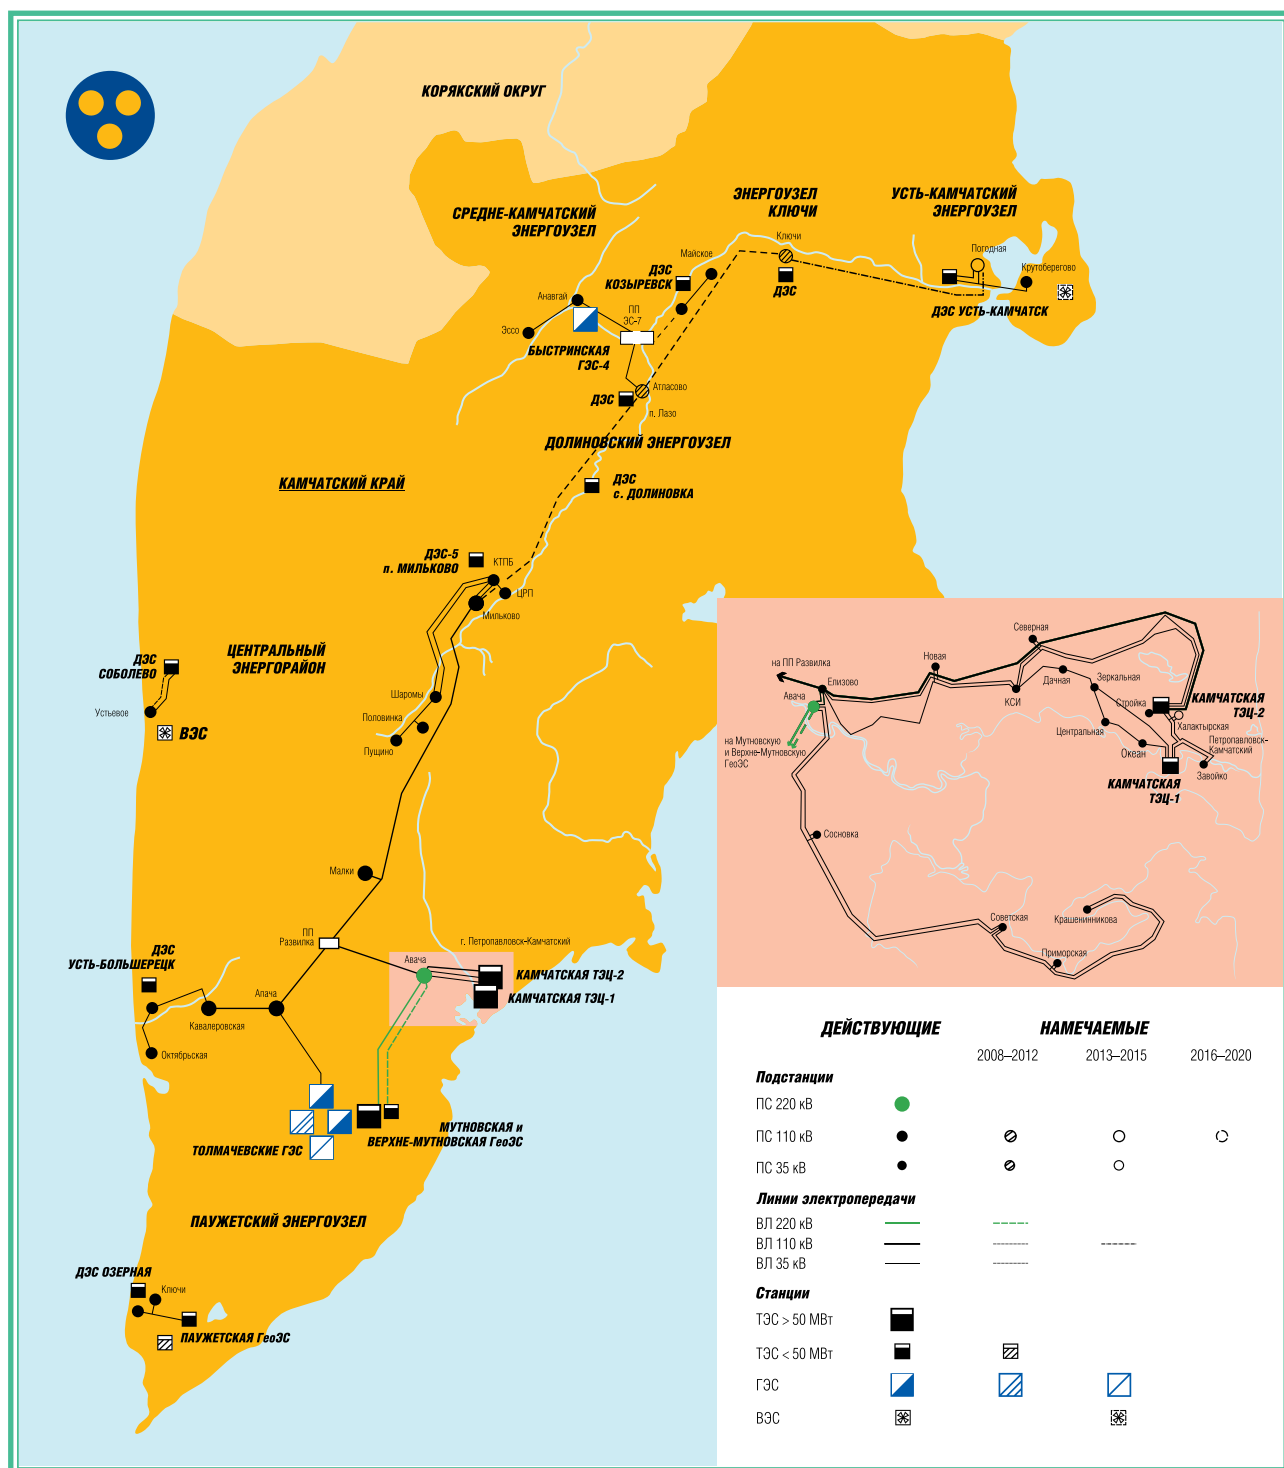 КОРЯКСКИЙ ОКРУГ
СРЕДНЕ-КАМЧАТСКИЙ
ЭНЕРГОУЗЕЛ
ЭНЕРГОУЗЕЛ
КЛЮЧИ
УСТЬ-КАМЧАТСКИЙ
ЭНЕРГОУЗЕЛ
Ключи
Погодная
Майское
Крутоберегово
ДЭС
КОЗЫРЕВСК
ДЭС
ДЭС УСТЬ-КАМЧАТСК
Анавгай
ПП
ЭС-7
Эссо
БЫСТРИНСКАЯ
ГЭС-4
Атласово
ДЭС
п. Лазо
ДОЛИНОВСКИЙ ЭНЕРГОУЗЕЛ
КАМЧАТСКИЙ КРАЙ
ДЭС
с. ДОЛИНОВКА
ДЭС-5
п. МИЛЬКОВО
КТПБ
ЦРП
Мильково
ЦЕНТРАЛЬНЫЙ
ЭНЕРГОРАЙОН
ДЭС
СОБОЛЕВО
Устьевое
ВЭС
Шаромы
Половинка
Пущино
Малки
ПП
Развилка
г. Петропавловск-Камчатский
Авача
ДЭС
УСТЬ-БОЛЬШЕРЕЦК
КАМЧАТСКАЯ ТЭЦ-2
КАМЧАТСКАЯ ТЭЦ-1
Апача
Кавалеровская
Октябрьская
МУТНОВСКАЯ и
ВЕРХНЕ-МУТНОВСКАЯ ГеоЭС
ТОЛМАЧЕВСКИЕ ГЭС
ПАУЖЕТСКИЙ ЭНЕРГОУЗЕЛ
ДЭС ОЗЕРНАЯ
Ключи
ПАУЖЕТСКАЯ ГеоЭС
Северная
Новая
на ПП Развилка
Елизово
Авача
Дачная
КСИ
Зеркальная
Стройка
КАМЧАТСКАЯ
ТЭЦ-2
Халактырская
Центральная
Петропавловск-
Камчатский
Океан
Завойко
КАМЧАТСКАЯ
ТЭЦ-1
на Мутновскую
и Верхне-Мутновскую
ГеоЭС
Сосновка
Советская
Крашенинникова
Приморская
ДЕЙСТВУЮЩИЕ НАМЕЧАЕМЫЕ
2008–2012 2013–2015 2016–2020
Подстанции
ПС 220 кВ
ПС 110 кВ
ПС 35 кВ
Линии электропередачи
ВЛ 220 кВ
ВЛ 110 кВ
ВЛ 35 кВ
Станции
ТЭС > 50 МВт
ТЭС < 50 МВт
ГЭС
ВЭС